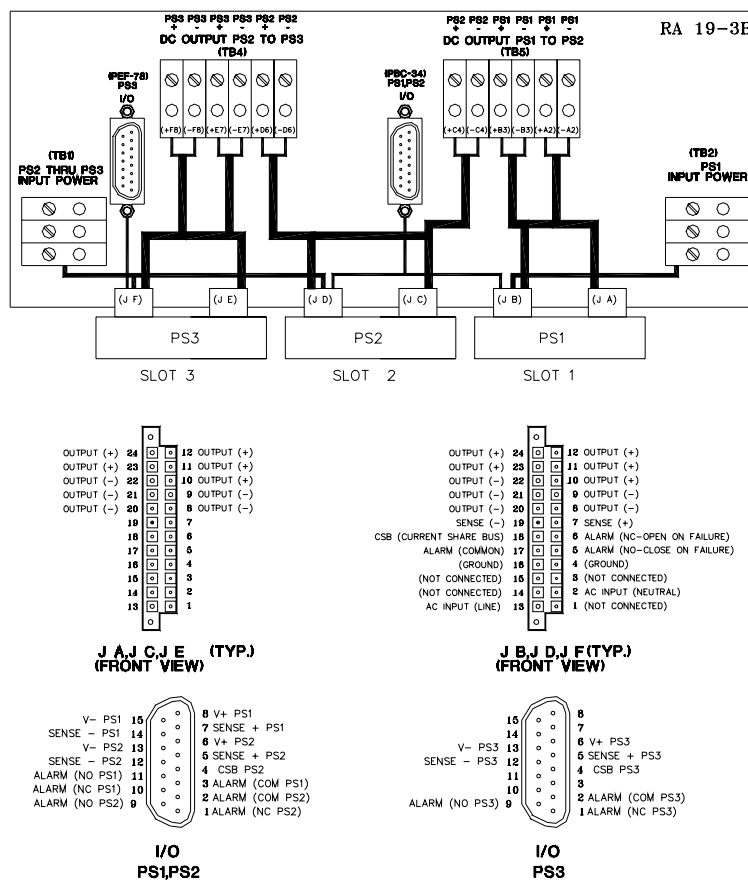 PS3 PS3 PS3 PS3 PS2 PS2
+ - + - + -
DC OUTPUT PS2 TO PS3
(TB4)
PS2 PS2 PS1 PS1 PS1 PS1
+ - + - + -
DC OUTPUT PS1 TO PS2
(TB5)
RA 19-3E
(PEF-78)
PS3
I/O
(PBC-34)
PS1,PS2
I/O
(+F8) (-F8) (+E7) (-E7) (+D6) (-D6)
(+C4) (-C4) (+B3) (-B3) (+A2) (-A2)
(TB1)
PS2 THRU PS3
INPUT POWER
(TB2)
PS1
INPUT POWER
(J F) (J E) (J D) (J C) (J B) (J A)
PS3 PS2 PS1
SLOT 3 SLOT 2 SLOT 1
OUTPUT (+) 24 12 OUTPUT (+)
OUTPUT (+) 23 11 OUTPUT (+)
OUTPUT (-) 22 10 OUTPUT (+)
OUTPUT (-) 21 9 OUTPUT (-)
OUTPUT (-) 20 8 OUTPUT (-)
19 7
18 6
17 5
16 4
15 3
14 2
13 1
J A,J C,J E (TYP.)
(FRONT VIEW)
OUTPUT (+) 24 12 OUTPUT (+)
OUTPUT (+) 23 11 OUTPUT (+)
OUTPUT (-) 22 10 OUTPUT (+)
OUTPUT (-) 21 9 OUTPUT (-)
OUTPUT (-) 20 8 OUTPUT (-)
SENSE (-) 19 7 SENSE (+)
CSB (CURRENT SHARE BUS) 18 6 ALARM (NC-OPEN ON FAILURE)
ALARM (COMMON) 17 5 ALARM (NO-CLOSE ON FAILURE)
(GROUND) 16 4 (GROUND)
(NOT CONNECTED) 15 3 (NOT CONNECTED)
(NOT CONNECTED) 14 2 AC INPUT (NEUTRAL)
AC INPUT (LINE) 13 1 (NOT CONNECTED)
J B,J D,J F(TYP.)
(FRONT VIEW)
8 V+ PS1
V- PS1 15
7 SENSE + PS1
SENSE - PS1 14
6 V+ PS2
V- PS2 13
5 SENSE + PS2
SENSE - PS2 12
4 CSB PS2
ALARM (NO PS1) 11
3 ALARM (COM PS1)
ALARM (NC PS1) 10
2 ALARM (COM PS2)
ALARM (NO PS2) 9
1 ALARM (NC PS2)
I/O
PS1,PS2
8
15
7
14
6 V+ PS3
V- PS3 13
5 SENSE + PS3
SENSE - PS3 12
4 CSB PS3
11
3
10
2 ALARM (COM PS3)
ALARM (NO PS3) 9
1 ALARM (NC PS3)
I/O
PS3